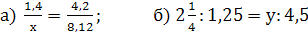 а) 1,4/x = 4,2/8,12;  б) 2 1/4 : 1,25 = y : 4,5